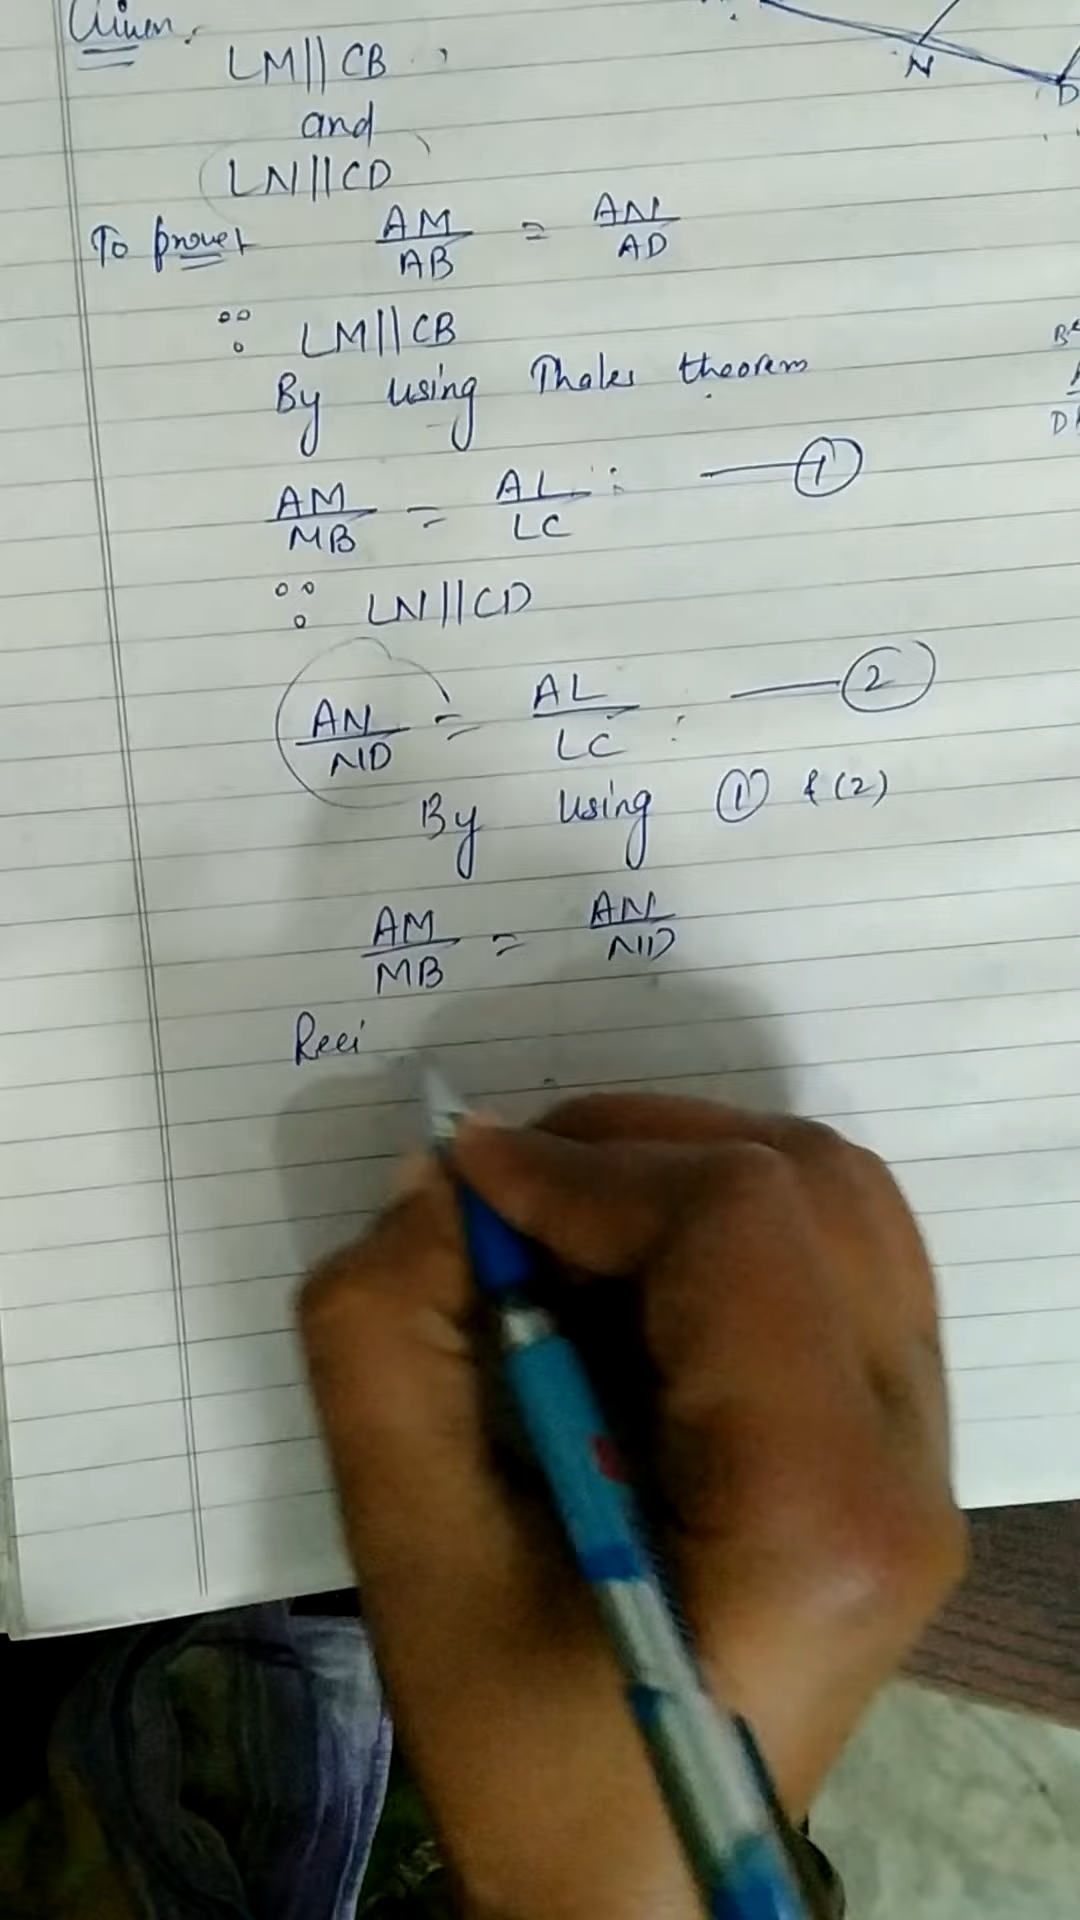 Given.
LM||CB.
and
LN||CD
To prove
AM/AB = AN/AD
∵ LM||CB
By using Thales theorem
AM/MB = AL/LC — ①
∵ LN||CD
AN/ND = AL/LC — ②
By using ① & (2)
AM/MB = AN/ND
Reci
N
D